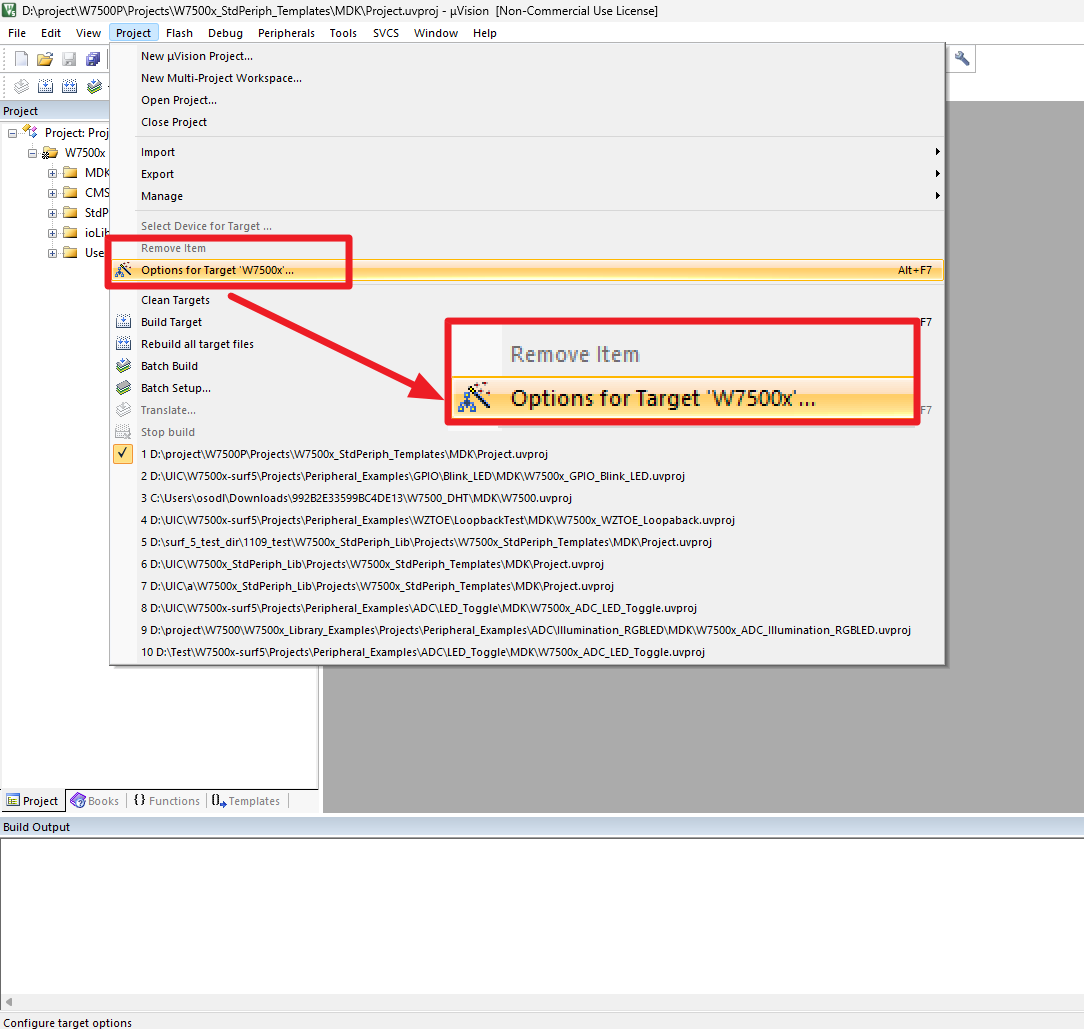 D:\project\W7500P\Projects\W7500x_StdPeriph_Templates\MDK\Project.uvproj - µVision [Non-Commercial Use License]
File Edit View Project Flash Debug Peripherals Tools SVCS Window Help
New µVision Project...
New Multi-Project Workspace...
Open Project...
Close Project
Import
Export
Manage
Select Device for Target ...
Remove Item
Options for Target 'W7500x'... Alt+F7
Clean Targets
Build Target F7
Rebuild all target files
Batch Build
Batch Setup...
Translate... F7
Stop build
1 D:\project\W7500P\Projects\W7500x_StdPeriph_Templates\MDK\Project.uvproj
2 D:\UIC\W7500x-surf5\Projects\Peripheral_Examples\GPIO\Blink_LED\MDK\W7500x_GPIO_Blink_LED.uvproj
3 C:\Users\osodl\Downloads\992B2E33599BC4DE13\W7500_DHT\MDK\W7500.uvproj
4 D:\UIC\W7500x-surf5\Projects\Peripheral_Examples\WZTOE\LoopbackTest\MDK\W7500x_WZTOE_Loopaback.uvproj
5 D:\surf_5_test_dir\1109_test\W7500x_StdPeriph_Lib\Projects\W7500x_StdPeriph_Templates\MDK\Project.uvproj
6 D:\UIC\W7500x_StdPeriph_Lib\Projects\W7500x_StdPeriph_Templates\MDK\Project.uvproj
7 D:\UIC\a\W7500x_StdPeriph_Lib\Projects\W7500x_StdPeriph_Templates\MDK\Project.uvproj
8 D:\UIC\W7500x-surf5\Projects\Peripheral_Examples\ADC\LED_Toggle\MDK\W7500x_ADC_LED_Toggle.uvproj
9 D:\project\W7500\W7500x_Library_Examples\Projects\Peripheral_Examples\ADC\Illumination_RGBLED\MDK\W7500x_ADC_Illumination_RGBLED.uvproj
10 D:\Test\W7500x-surf5\Projects\Peripheral_Examples\ADC\LED_Toggle\MDK\W7500x_ADC_LED_Toggle.uvproj
Remove Item
Options for Target 'W7500x'...
Project
Project: Proj
W7500x
MDK
CMS
StdP
ioLib
Use
Project Books Functions Templates
Build Output
Configure target options